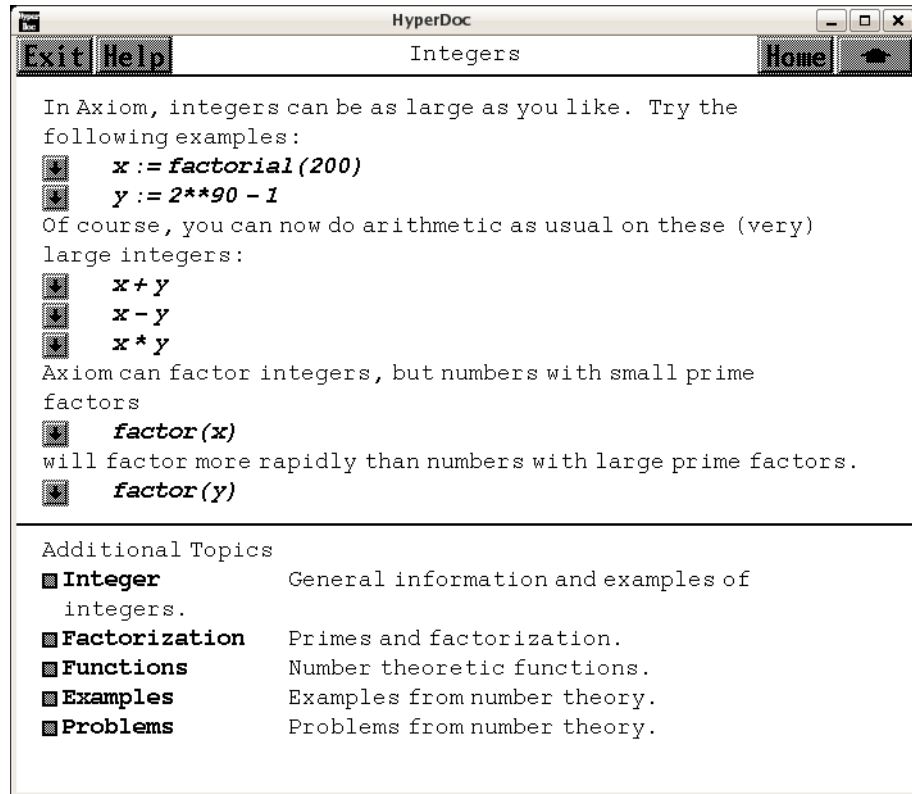 Hyper Doc
HyperDoc
Exit Help Integers Home
In Axiom, integers can be as large as you like. Try the
following examples:
x := factorial(200)
y := 2**90 - 1
Of course, you can now do arithmetic as usual on these (very)
large integers:
x + y
x - y
x * y
Axiom can factor integers, but numbers with small prime
factors
factor(x)
will factor more rapidly than numbers with large prime factors.
factor(y)
Additional Topics
Integer General information and examples of
integers.
Factorization Primes and factorization.
Functions Number theoretic functions.
Examples Examples from number theory.
Problems Problems from number theory.